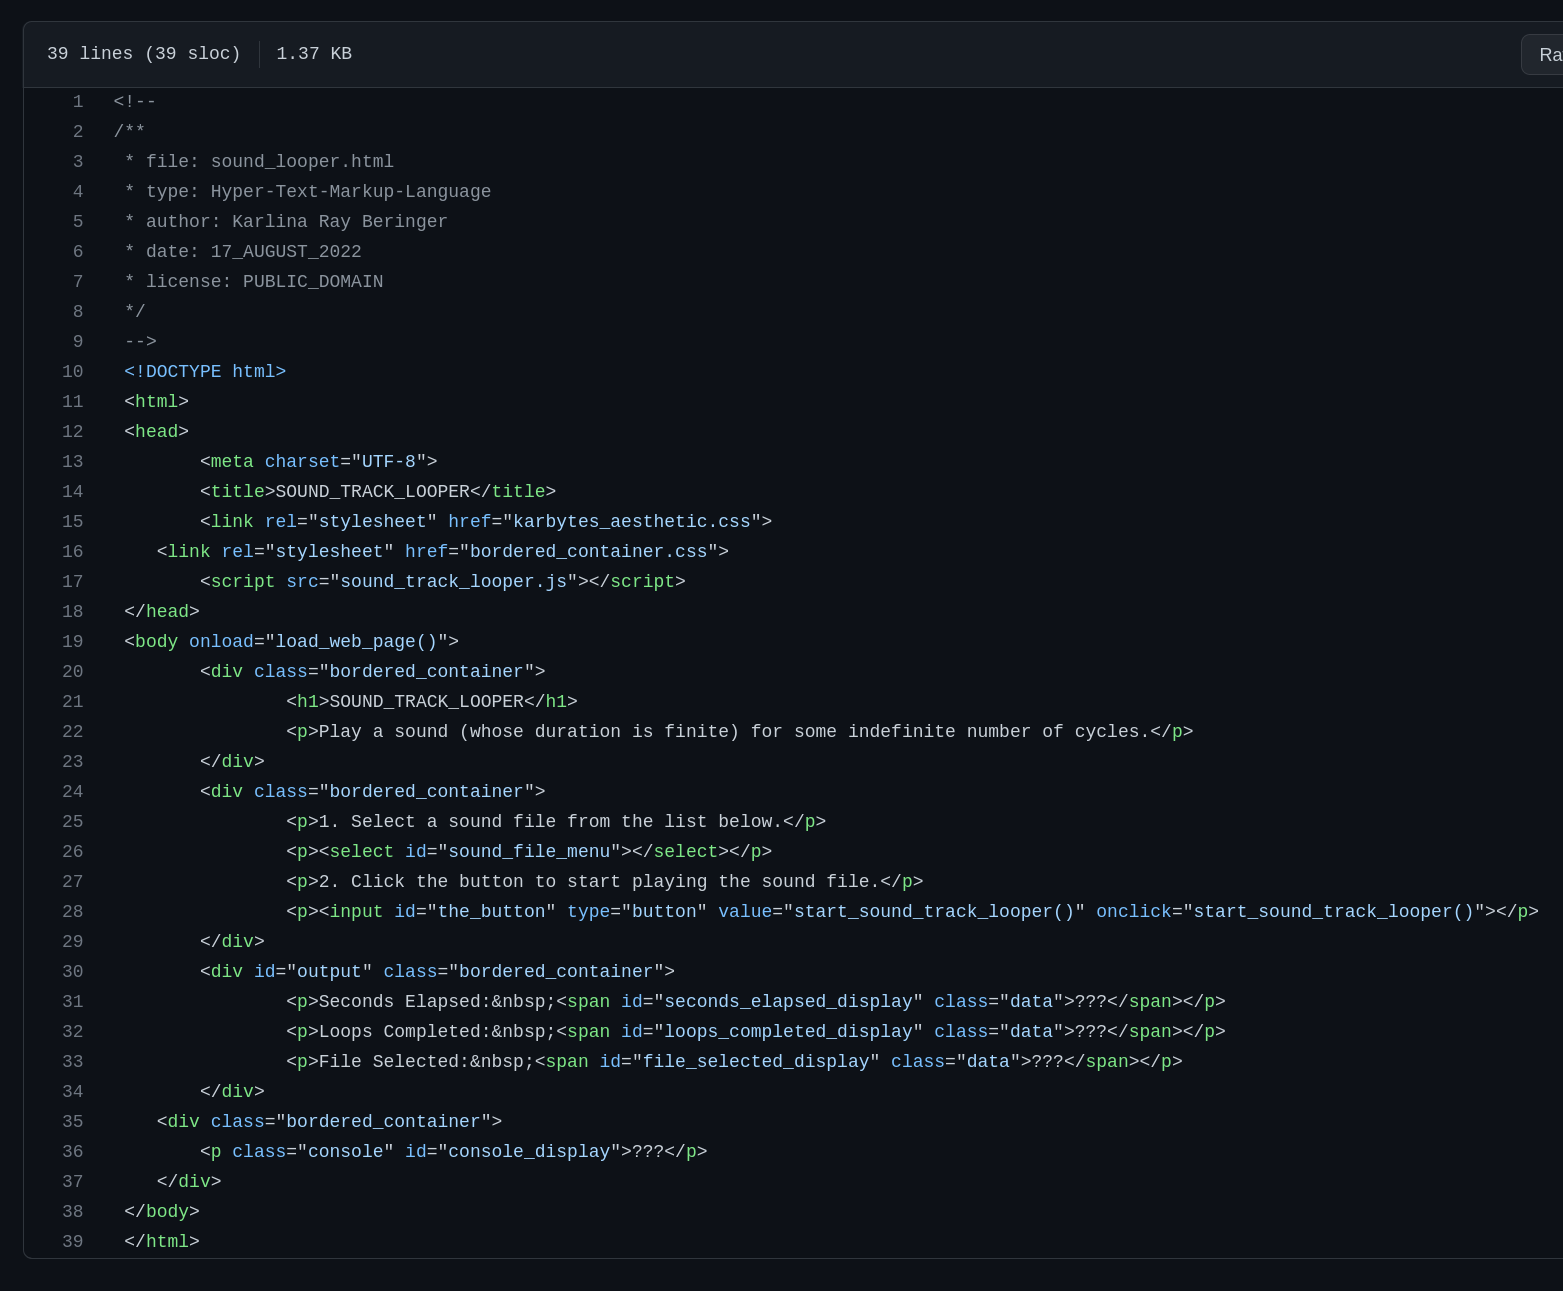 39 lines (39 sloc) 1.37 KB
1 <!--
2 /**
3 * file: sound_looper.html
4 * type: Hyper-Text-Markup-Language
5 * author: Karlina Ray Beringer
6 * date: 17_AUGUST_2022
7 * license: PUBLIC_DOMAIN
8 */
9 -->
10 <!DOCTYPE html>
11 <html>
12 <head>
13 <meta charset="UTF-8">
14 <title>SOUND_TRACK_LOOPER</title>
15 <link rel="stylesheet" href="karbytes_aesthetic.css">
16 <link rel="stylesheet" href="bordered_container.css">
17 <script src="sound_track_looper.js"></script>
18 </head>
19 <body onload="load_web_page()">
20 <div class="bordered_container">
21 <h1>SOUND_TRACK_LOOPER</h1>
22 <p>Play a sound (whose duration is finite) for some indefinite number of cycles.</p>
23 </div>
24 <div class="bordered_container">
25 <p>1. Select a sound file from the list below.</p>
26 <p><select id="sound_file_menu"></select></p>
27 <p>2. Click the button to start playing the sound file.</p>
28 <p><input id="the_button" type="button" value="start_sound_track_looper()" onclick="start_sound_track_looper()"></p>
29 </div>
30 <div id="output" class="bordered_container">
31 <p>Seconds Elapsed:&nbsp;<span id="seconds_elapsed_display" class="data">???</span></p>
32 <p>Loops Completed:&nbsp;<span id="loops_completed_display" class="data">???</span></p>
33 <p>File Selected:&nbsp;<span id="file_selected_display" class="data">???</span></p>
34 </div>
35 <div class="bordered_container">
36 <p class="console" id="console_display">???</p>
37 </div>
38 </body>
39 </html>